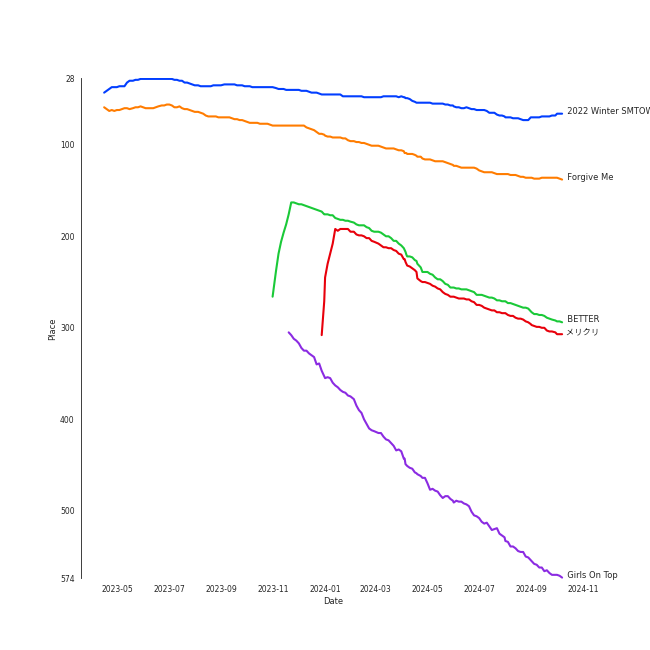 28
100
200
300
400
500
574
Place
2022 Winter SMTOW
Forgive Me
BETTER
メリクリ
Girls On Top
2023-05
2023-07
2023-09
2023-11
2024-01
2024-03
2024-05
2024-07
2024-09
2024-11
Date